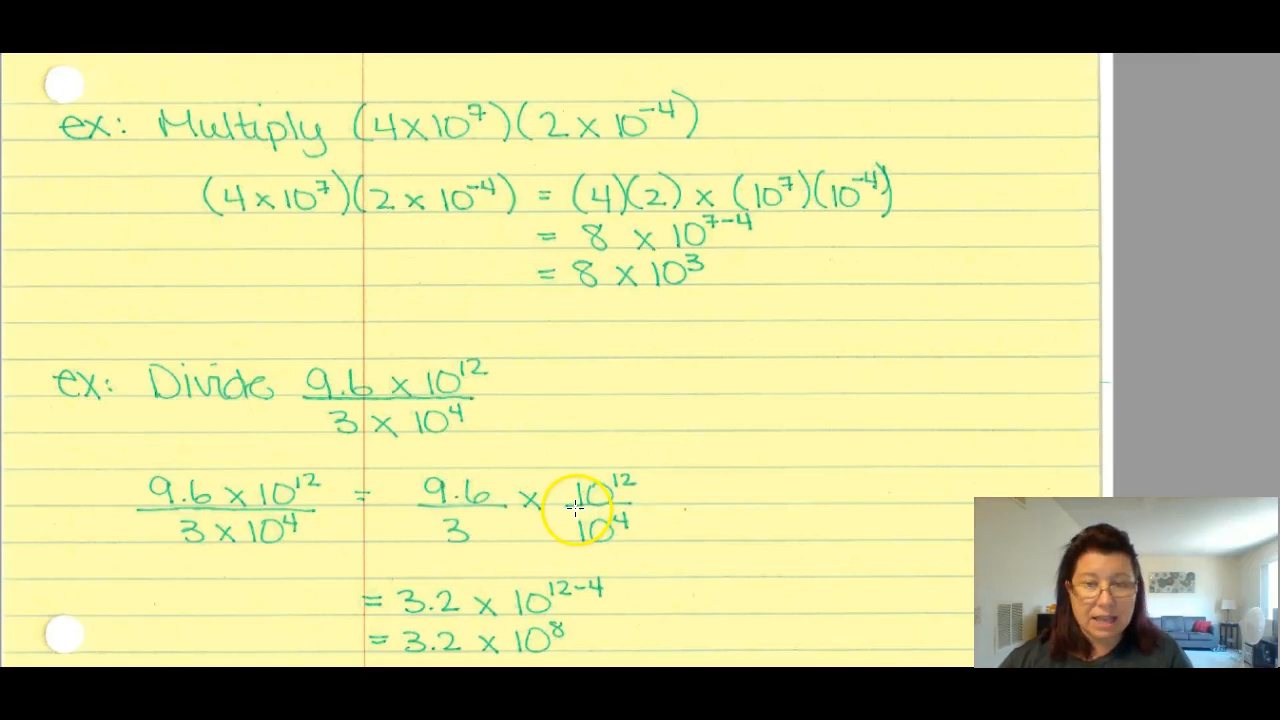 ex: Multiply (4x10⁷)(2 x 10⁻⁴)
(4 x 10⁷)(2 x 10⁻⁴) = (4)(2) x (10⁷)(10⁻⁴)
= 8 x 10⁷⁻⁴
= 8 x 10³
ex: Divide 9.6 x 10¹² / 3 x 10⁴
9.6 x 10¹² / 3 x 10⁴ = 9.6 / 3 x 10¹² / 10⁴
= 3.2 x 10¹²⁻⁴
= 3.2 x 10⁸